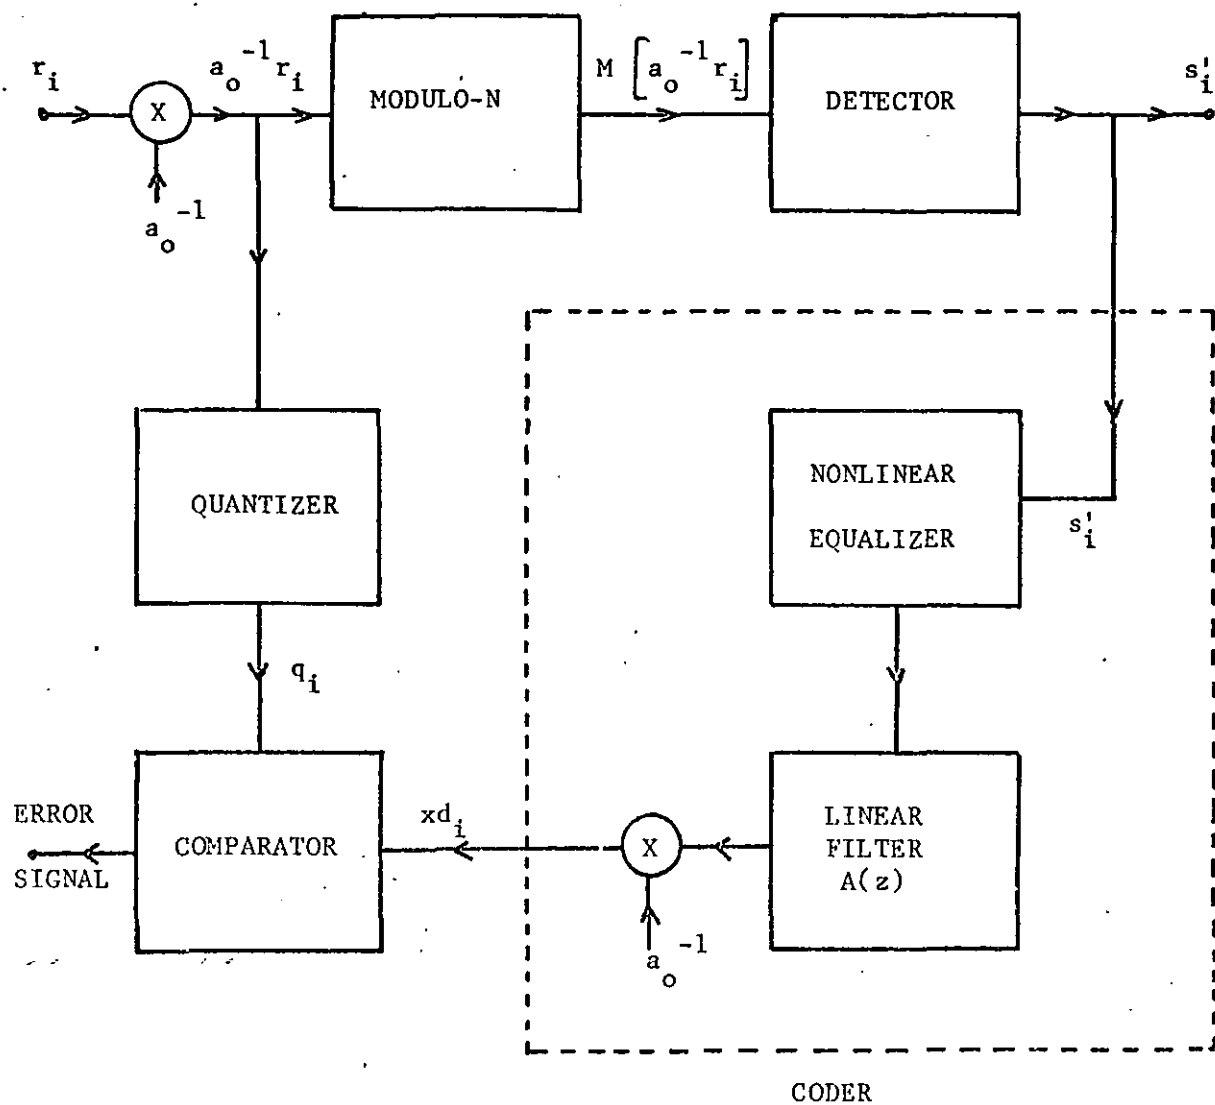 r_i
a_o^-1 r_i
M [a_o^-1 r_i]
s'_i
X
MODULO-N
DETECTOR
a_o^-1
QUANTIZER
NONLINEAR
EQUALIZER
s'_i
q_i
ERROR
SIGNAL
COMPARATOR
xd_i
X
LINEAR
FILTER
A(z)
a_o^-1
CODER